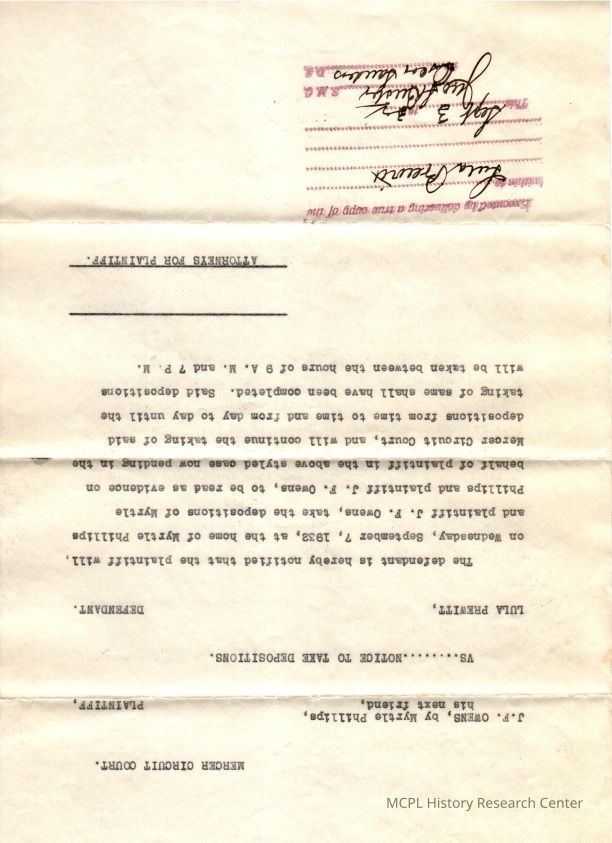 MERCER CIRCUIT COURT.
J.F. OWENS, by Myrtle Phillips,
his next friend, PLAINTIFF,
VS.........NOTICE TO TAKE DEPOSITIONS.
LULA PREWITT, DEFENDANT.
The defendant is hereby notified that the plaintiff will,
on Wednesday, September 7, 1932, at the home of Myrtle Phillips
and plaintiff J. F. Owens, take the depositions of Myrtle
Phillips and plaintiff J. F. Owens, to be read as evidence on
behalf of plaintiff in the above styled case now pending in the
Mercer Circuit Court, and will continue the taking of said
depositions from time to time and from day to day until the
taking of same shall have been completed. Said depositions
will be taken between the hours of 9 A. M. and 7 P. M.
ATTORNEYS FOR PLAINTIFF.
Executed by delivering a true copy of the
within to
Lula Prewitt
This Sept 3
S. M. C.
D. S.
MCPL History Research Center